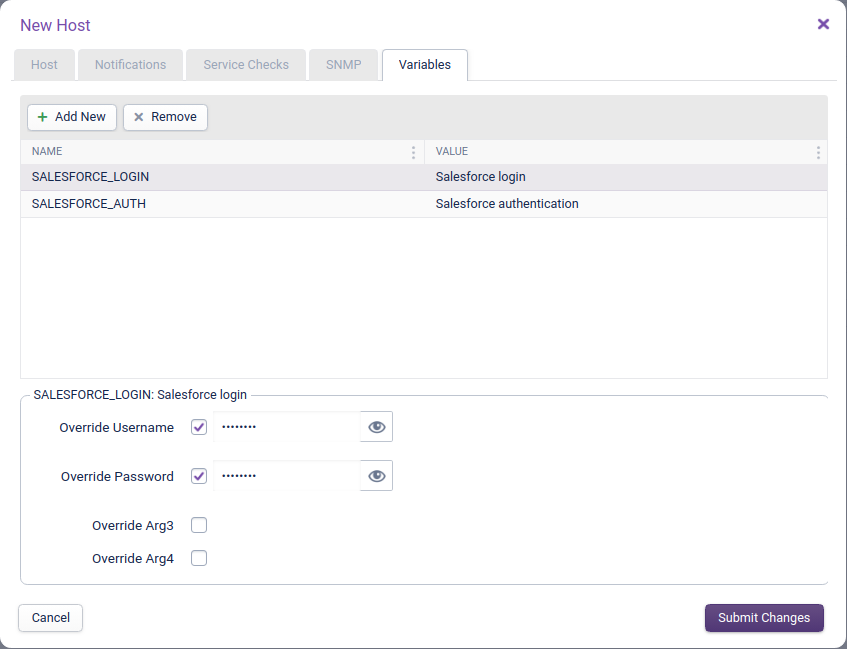 New Host
Host Notifications Service Checks SNMP Variables
Add New Remove
NAME VALUE
SALESFORCE_LOGIN Salesforce login
SALESFORCE_AUTH Salesforce authentication
SALESFORCE_LOGIN: Salesforce login
Override Username ••••••••
Override Password ••••••••
Override Arg3
Override Arg4
Cancel Submit Changes